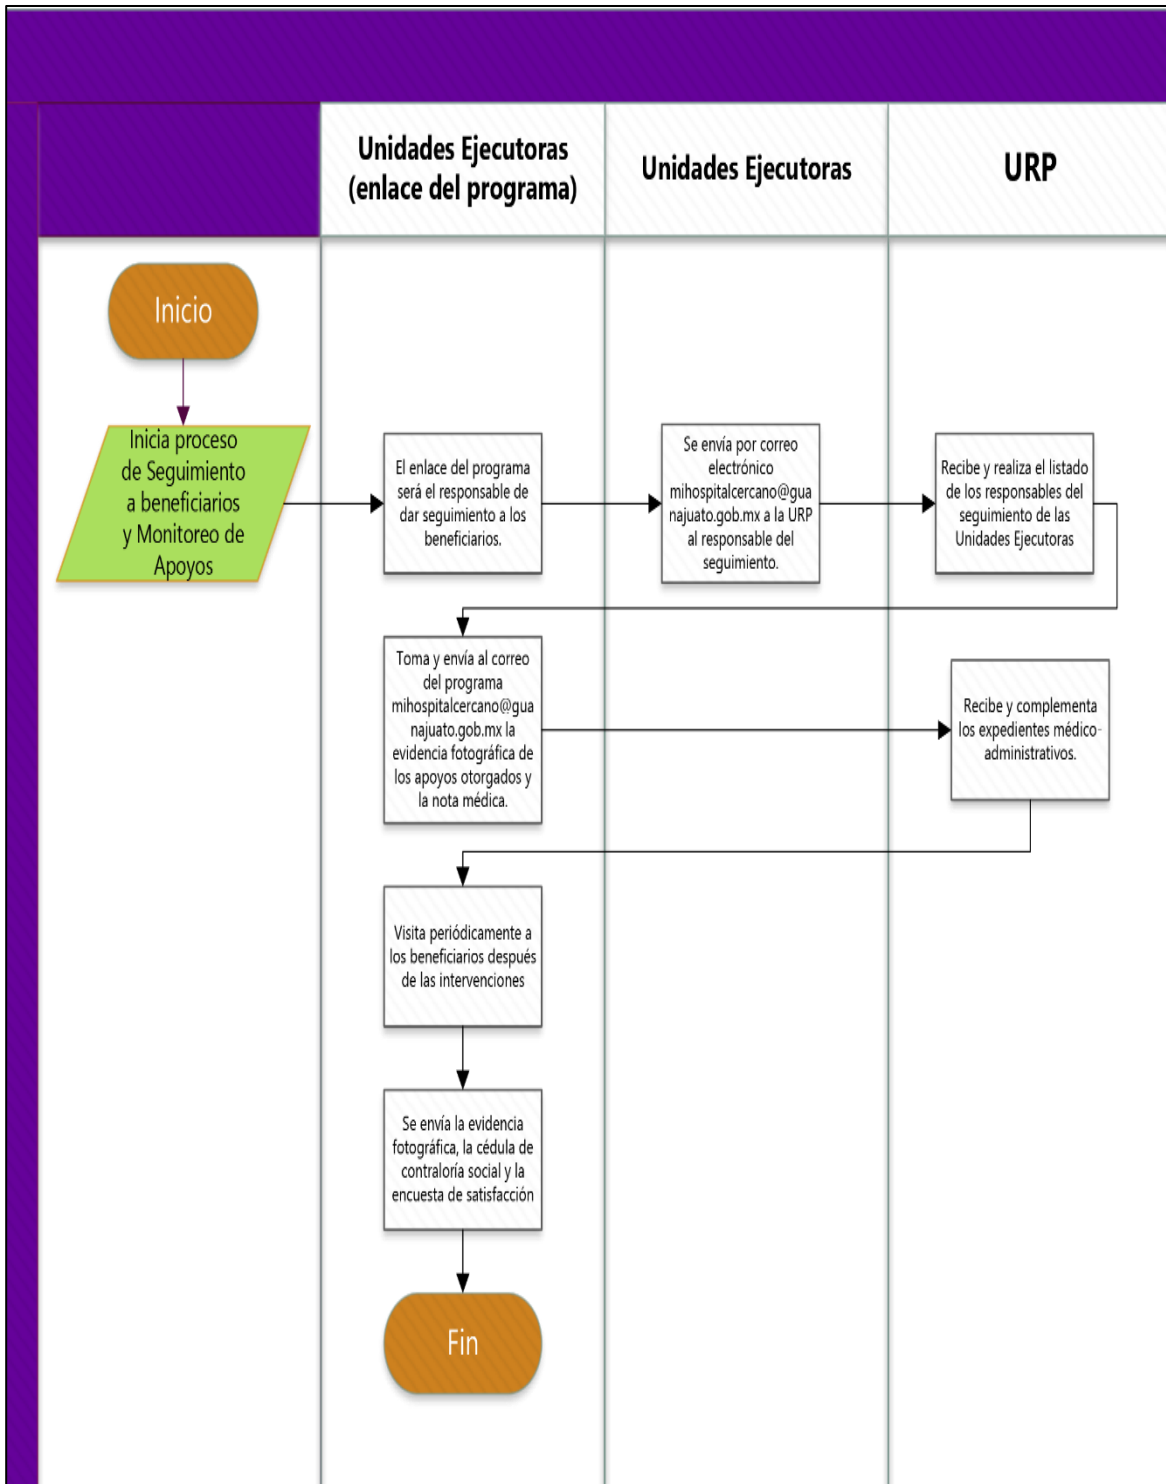 Unidades Ejecutoras
(enlace del programa)
Unidades Ejecutoras
URP
Inicio
Inicia proceso
de Seguimiento
a beneficiarios
y Monitoreo de
Apoyos
El enlace del programa
será el responsable de
dar seguimiento a los
beneficiarios.
Se envía por correo
electrónico
mihospitalcercano@gua
najuato.gob.mx a la URP
al responsable del
seguimiento.
Recibe y realiza el listado
de los responsables del
seguimiento de las
Unidades Ejecutoras
Toma y envía al correo
del programa
mihospitalcercano@gua
najuato.gob.mx la
evidencia fotográfica de
los apoyos otorgados y
la nota médica.
Recibe y complementa
los expedientes médico-
administrativos.
Visita periódicamente a
los beneficiarios después
de las intervenciones
Se envía la evidencia
fotográfica, la cédula de
contraloría social y la
encuesta de satisfacción
Fin